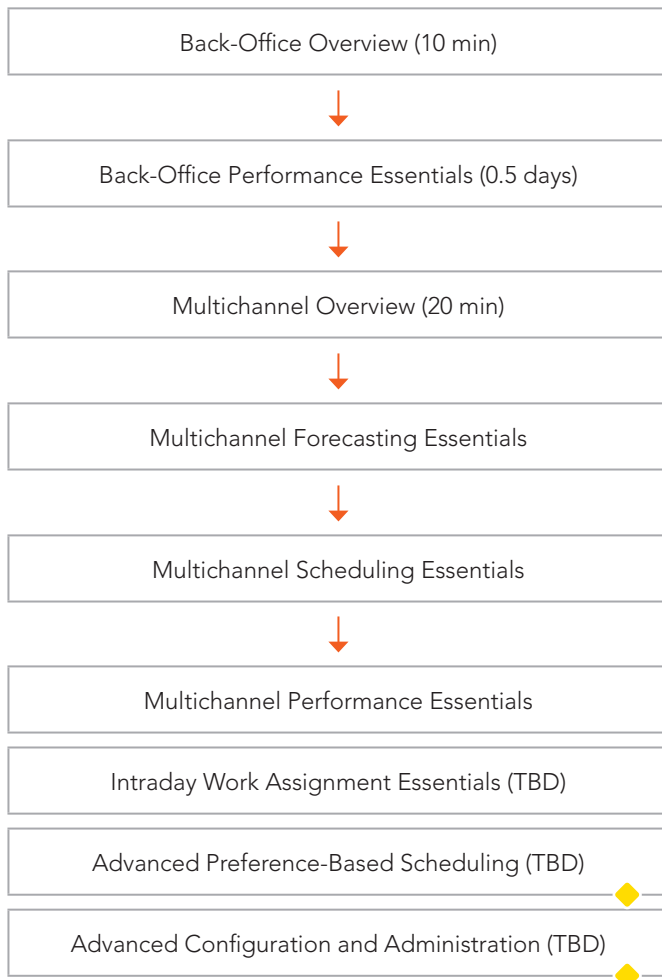 Back-Office Overview (10 min)
Back-Office Performance Essentials (0.5 days)
Multichannel Overview (20 min)
Multichannel Forecasting Essentials
Multichannel Scheduling Essentials
Multichannel Performance Essentials
Intraday Work Assignment Essentials (TBD)
Advanced Preference-Based Scheduling (TBD)
Advanced Configuration and Administration (TBD)